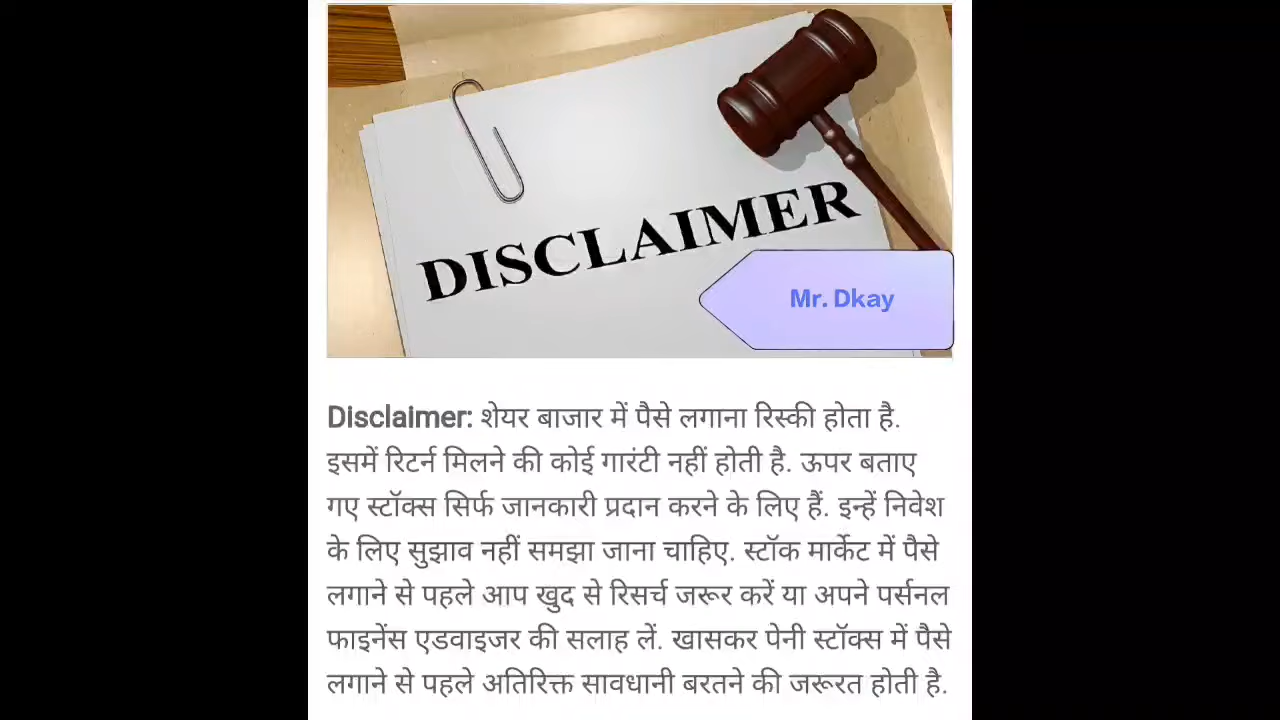 DISCLAIMER
Mr. Dkay
Disclaimer: शेयर बाजार में पैसे लगाना रिस्की होता है.
इसमें रिटर्न मिलने की कोई गारंटी नहीं होती है. ऊपर बताए
गए स्टॉक्स सिर्फ जानकारी प्रदान करने के लिए हैं. इन्हें निवेश
के लिए सुझाव नहीं समझा जाना चाहिए. स्टॉक मार्केट में पैसे
लगाने से पहले आप खुद से रिसर्च जरूर करें या अपने पर्सनल
फाइनेंस एडवाइजर की सलाह लें. खासकर पेनी स्टॉक्स में पैसे
लगाने से पहले अतिरिक्त सावधानी बरतने की जरूरत होती है.